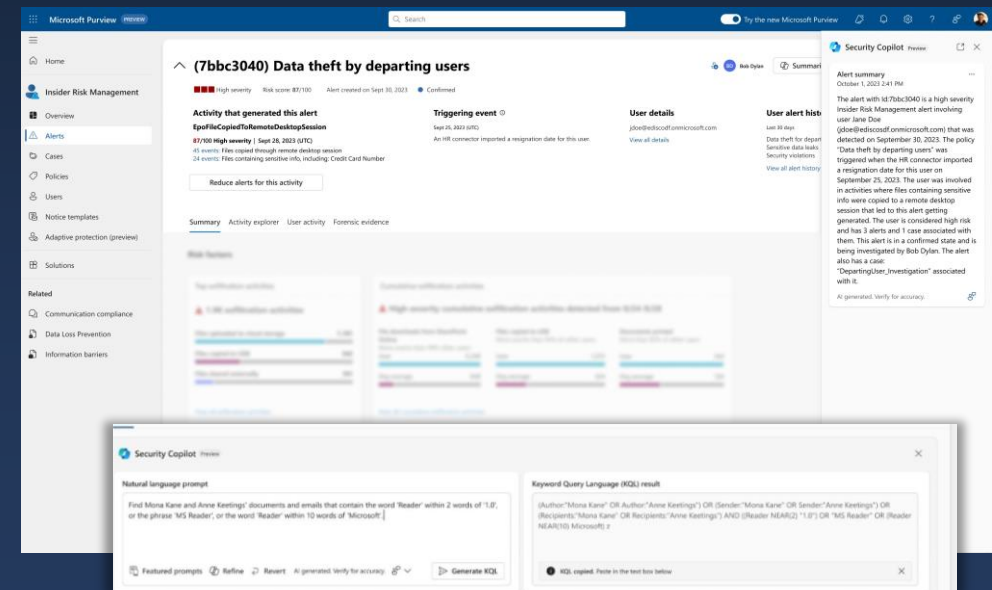 Microsoft Purview PREVIEW
Search
Try the new Microsoft Purview
Home
Insider Risk Management
Overview
Alerts
Cases
Policies
Users
Notice templates
Adaptive protection (preview)
Solutions
Related
Communication compliance
Data Loss Prevention
Information barriers
(7bbc3040) Data theft by departing users
Bob Dylan
Summari
High severity Risk score 87/100 Alert created on Sept 30, 2023 Confirmed
Activity that generated this alert
EpoFileCopiedToRemoteDesktopSession
87/100 High severity | Sept 28, 2023 (UTC)
45 events: Files copied through remote desktop session
24 events: Files containing sensitive info, including: Credit Card Number
Reduce alerts for this activity
Triggering event
Sept 25, 2023 (UTC)
An HR connector imported a resignation date for this user
User details
jdoe@ediscosdf.onmicrosoft.com
View all details
User alert histo
Last 30 days
Data theft for depart
Sensitive data leaks
Security violations
View all alert history
Summary Activity explorer User activity Forensic evidence
Risk factors
Security Copilot Preview
Alert summary
October 1, 2023 2:41 PM
The alert with Id:7bbc3040 is a high severity
Insider Risk Management alert involving
user Jane Doe
(jdoe@ediscosdf.onmicrosoft.com) that was
detected on September 30, 2023. The policy
"Data theft by departing users" was
triggered when the HR connector imported
a resignation date for this user on
September 25, 2023. The user was involved
in activities where files containing sensitive
info were copied to a remote desktop
session that led to this alert getting
generated. The user is considered high risk
and has 3 alerts and 1 case associated with
them. This alert is in a confirmed state and is
being investigated by Bob Dylan. The alert
also has a case:
"DepartingUser_Investigation" associated
with it.
AI generated. Verify for accuracy.
Security Copilot Preview
Natural language prompt
Find Mona Kane and Anne Keetings' documents and emails that contain the word 'Reader' within 2 words of '1.0',
or the phrase 'MS Reader', or the word 'Reader' within 10 words of 'Microsoft'.
Featured prompts Refine Revert AI generated. Verify for accuracy. Generate KQL
Keyword Query Language (KQL) result
(Author:"Mona Kane" OR Author:"Anne Keetings") OR (Sender:"Mona Kane" OR Sender:"Anne Keetings") OR
(Recipients:"Mona Kane" OR Recipients:"Anne Keetings") AND ((Reader NEAR(2) "1.0") OR "MS Reader" OR (Reader
NEAR(10) Microsoft) z
KQL copied. Paste in the text box below